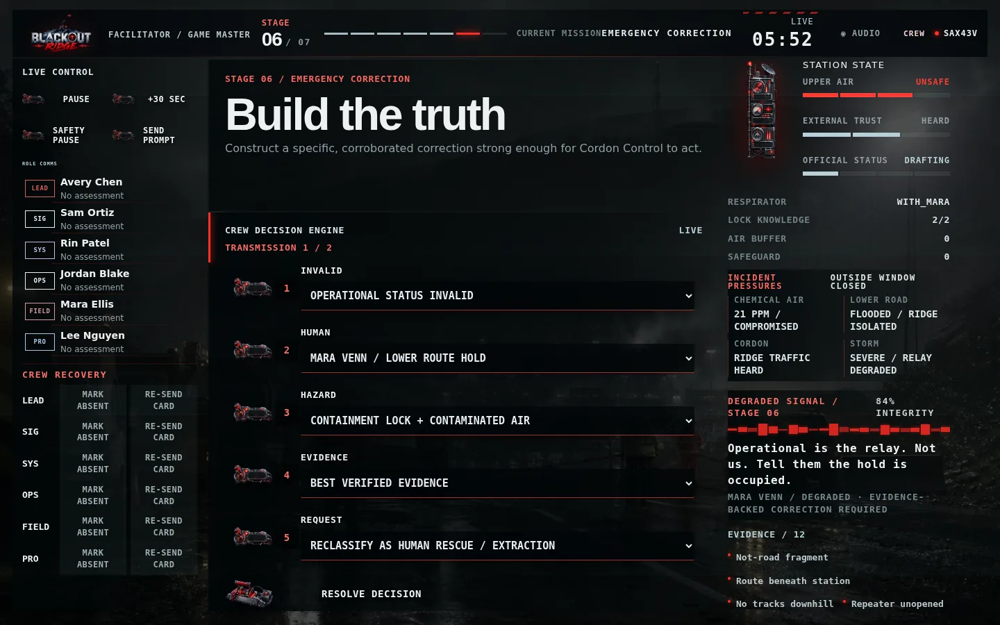 BLACKOUT
RIDGE
FACILITATOR / GAME MASTER
STAGE
06 / 07
CURRENT MISSION EMERGENCY CORRECTION
LIVE
05:52
◉ AUDIO
CREW
SAX43V
LIVE CONTROL
PAUSE
+30 SEC
SAFETY
PAUSE
SEND
PROMPT
ROLE COMMS
LEAD
Avery Chen
No assessment
SIG
Sam Ortiz
No assessment
SYS
Rin Patel
No assessment
OPS
Jordan Blake
No assessment
FIELD
Mara Ellis
No assessment
PRO
Lee Nguyen
No assessment
CREW RECOVERY
LEAD
MARK
ABSENT
RE-SEND
CARD
SIG
MARK
ABSENT
RE-SEND
CARD
SYS
MARK
ABSENT
RE-SEND
CARD
OPS
MARK
ABSENT
RE-SEND
CARD
FIELD
MARK
ABSENT
RE-SEND
CARD
PRO
MARK
ABSENT
RE-SEND
CARD
STAGE 06 / EMERGENCY CORRECTION
Build the truth
Construct a specific, corroborated correction strong enough for Cordon Control to act.
CREW DECISION ENGINE
LIVE
TRANSMISSION 1 / 2
INVALID
1
OPERATIONAL STATUS INVALID
HUMAN
2
MARA VENN / LOWER ROUTE HOLD
HAZARD
3
CONTAINMENT LOCK + CONTAMINATED AIR
EVIDENCE
4
BEST VERIFIED EVIDENCE
REQUEST
5
RECLASSIFY AS HUMAN RESCUE / EXTRACTION
RESOLVE DECISION
STATION STATE
UPPER AIR
UNSAFE
EXTERNAL TRUST
HEARD
OFFICIAL STATUS
DRAFTING
RESPIRATOR
WITH_MARA
LOCK KNOWLEDGE
2/2
AIR BUFFER
0
SAFEGUARD
0
INCIDENT
PRESSURES
OUTSIDE WINDOW
CLOSED
CHEMICAL AIR
21 PPM /
COMPROMISED
LOWER ROAD
FLOODED / RIDGE
ISOLATED
CORDON
RIDGE TRAFFIC
HEARD
STORM
SEVERE / RELAY
DEGRADED
DEGRADED SIGNAL /
STAGE 06
84%
INTEGRITY
Operational is the relay. Not
us. Tell them the hold is
occupied.
MARA VENN / DEGRADED · EVIDENCE-
BACKED CORRECTION REQUIRED
EVIDENCE / 12
Not-road fragment
Route beneath station
No tracks downhill
Repeater unopened